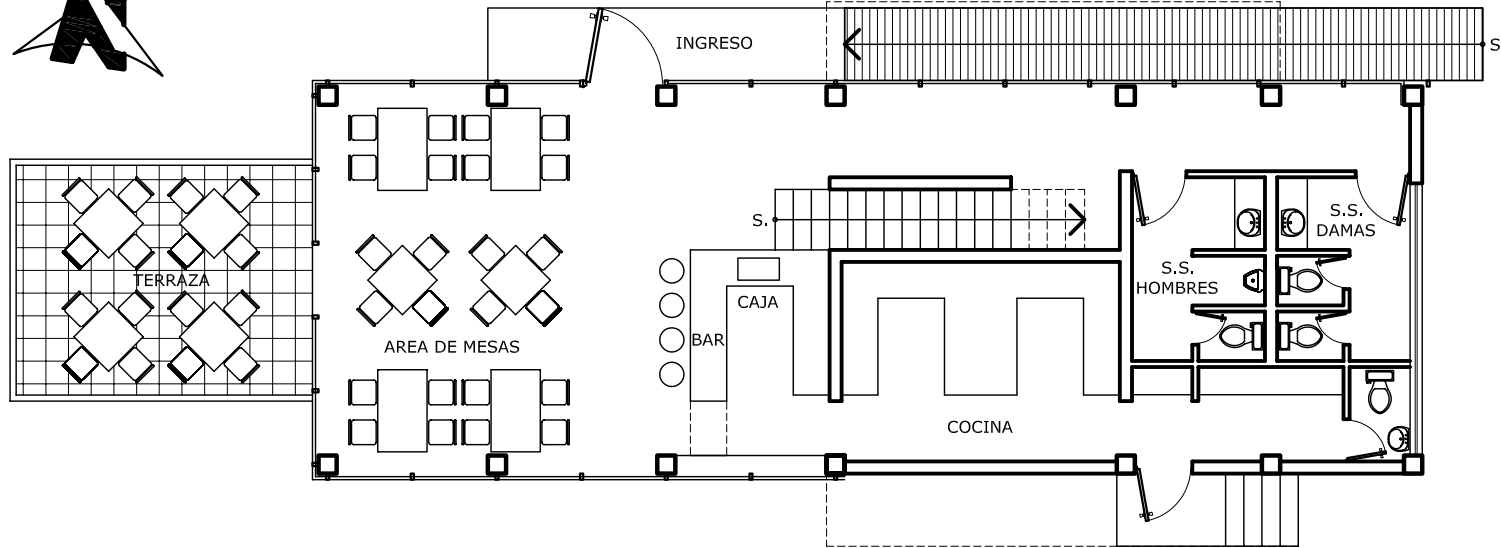 INGRESO
S
S.
S.S.
DAMAS
S.S.
HOMBRES
TERRAZA
CAJA
BAR
AREA DE MESAS
COCINA